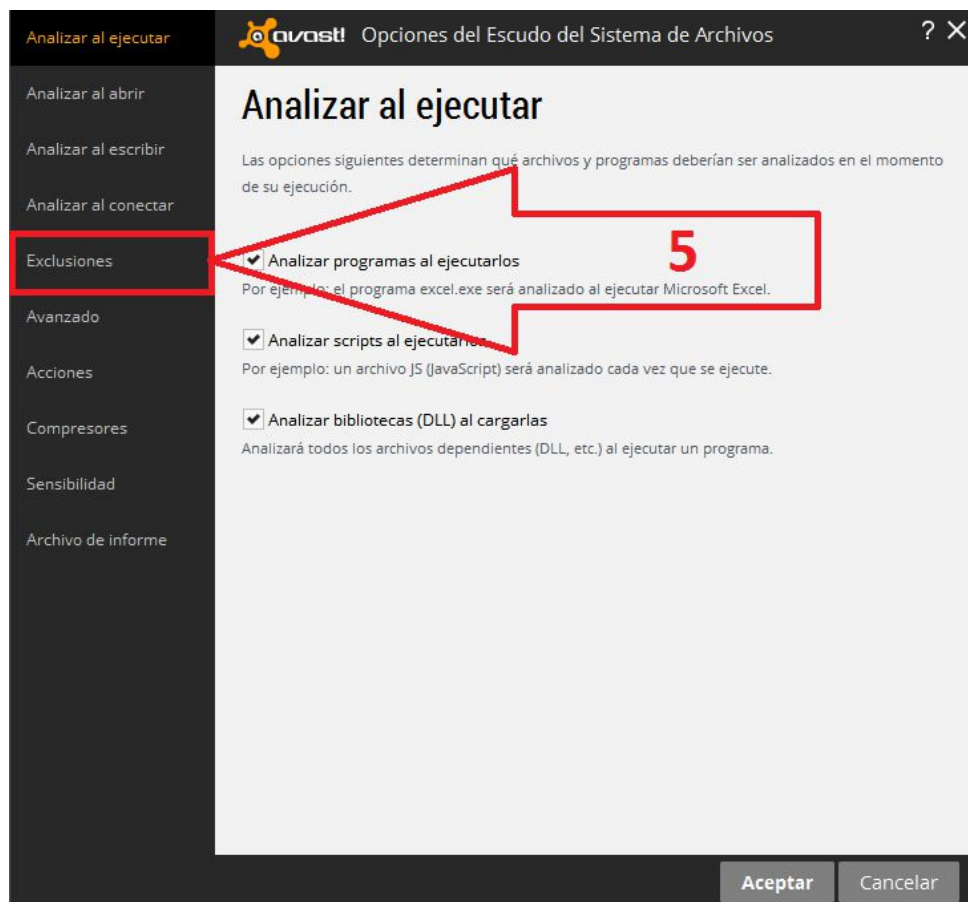 Analizar al ejecutar
avast! Opciones del Escudo del Sistema de Archivos ? X
Analizar al abrir
Analizar al escribir
Analizar al conectar
Exclusiones
Avanzado
Acciones
Compresores
Sensibilidad
Archivo de informe
Analizar al ejecutar
Las opciones siguientes determinan qué archivos y programas deberían ser analizados en el momento
de su ejecución.
5
Analizar programas al ejecutarlos
Por ejemplo: el programa excel.exe será analizado al ejecutar Microsoft Excel.
Analizar scripts al ejecutarlos
Por ejemplo: un archivo JS (JavaScript) será analizado cada vez que se ejecute.
Analizar bibliotecas (DLL) al cargarlas
Analizará todos los archivos dependientes (DLL, etc.) al ejecutar un programa.
Aceptar
Cancelar